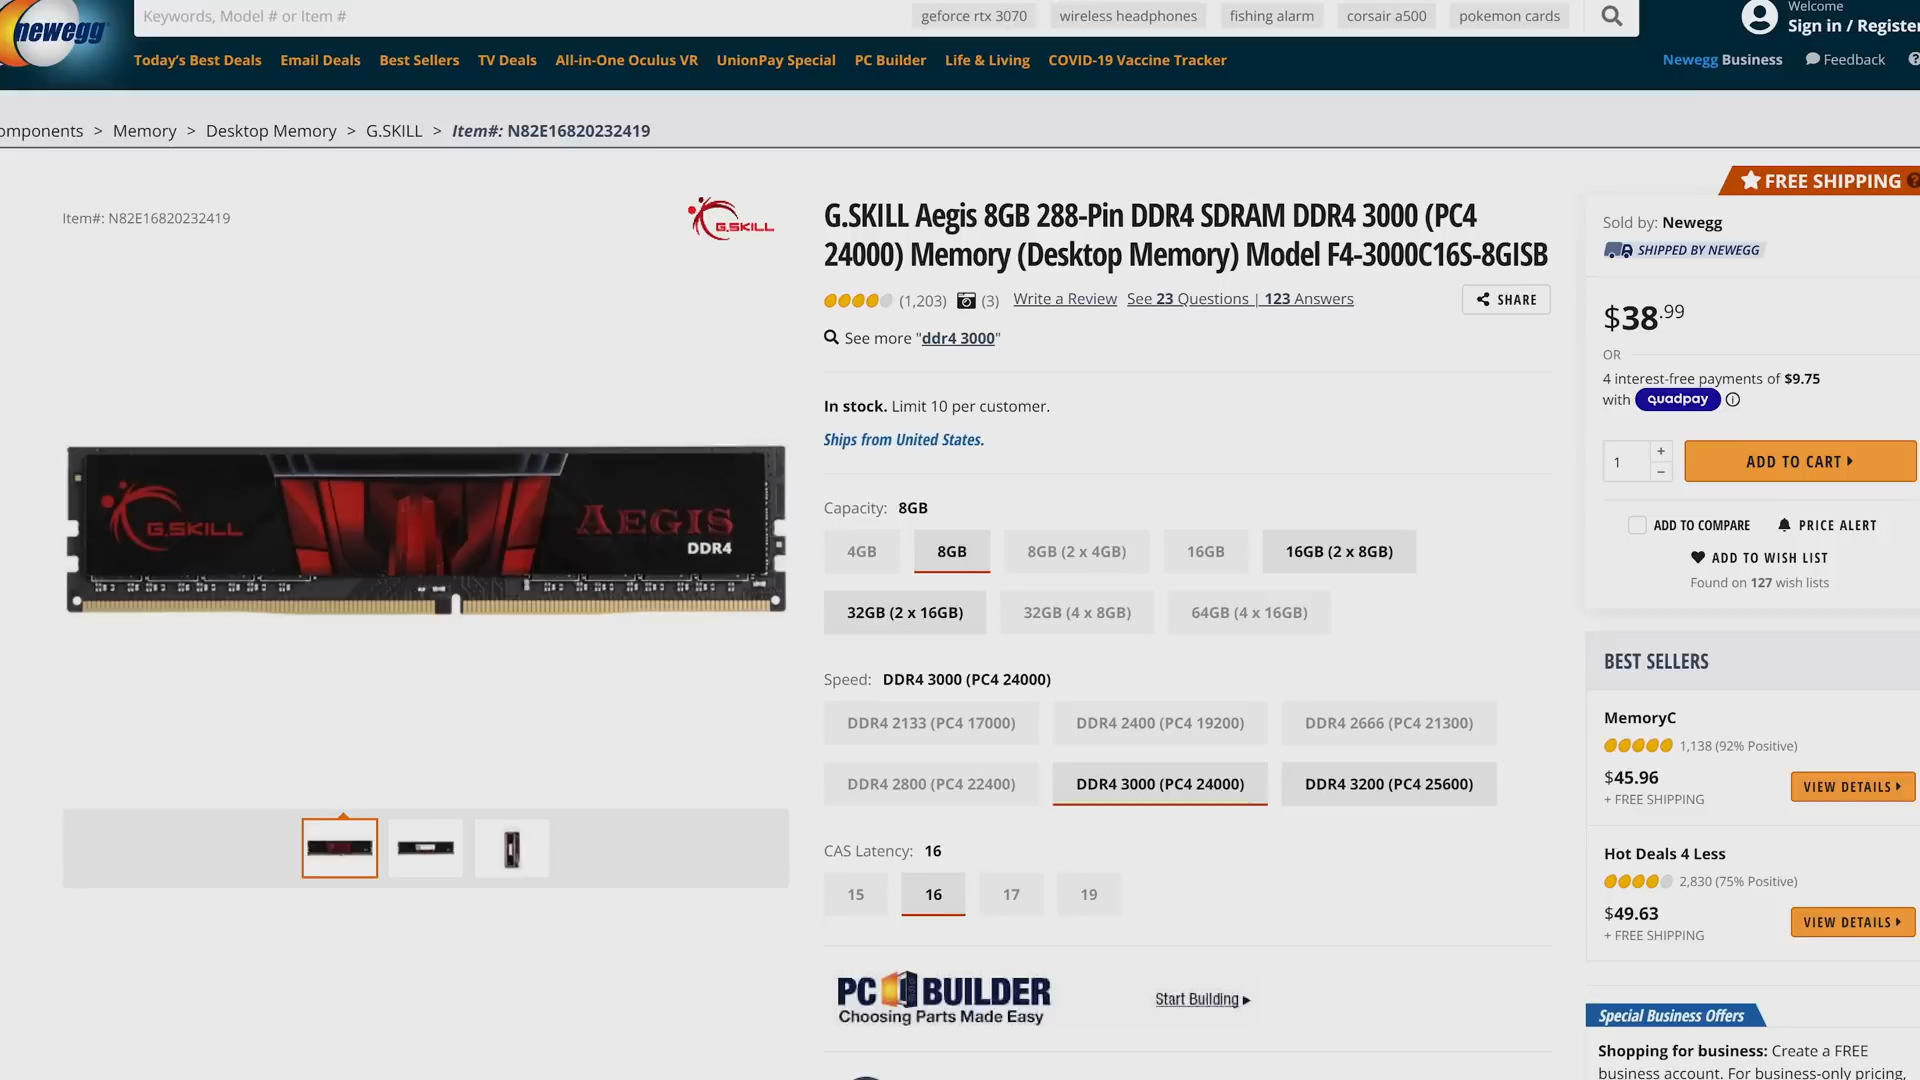 newegg
Keywords, Model # or Item #
geforce rtx 3070
wireless headphones
fishing alarm
corsair a500
pokemon cards
Welcome
Sign in / Register
Today's Best Deals
Email Deals
Best Sellers
TV Deals
All-in-One Oculus VR
UnionPay Special
PC Builder
Life & Living
COVID-19 Vaccine Tracker
Newegg Business
Feedback
omponents > Memory > Desktop Memory > G.SKILL > Item#: N82E16820232419
FREE SHIPPING
Item#: N82E16820232419
G.SKILL
G.SKILL Aegis 8GB 288-Pin DDR4 SDRAM DDR4 3000 (PC4
24000) Memory (Desktop Memory) Model F4-3000C16S-8GISB
(1,203)
(3)
Write a Review
See 23 Questions | 123 Answers
SHARE
See more "ddr4 3000"
In stock. Limit 10 per customer.
Ships from United States.
G.SKILL
AEGIS
DDR4
Capacity: 8GB
4GB
8GB
8GB (2 x 4GB)
16GB
16GB (2 x 8GB)
32GB (2 x 16GB)
32GB (4 x 8GB)
64GB (4 x 16GB)
Speed: DDR4 3000 (PC4 24000)
DDR4 2133 (PC4 17000)
DDR4 2400 (PC4 19200)
DDR4 2666 (PC4 21300)
DDR4 2800 (PC4 22400)
DDR4 3000 (PC4 24000)
DDR4 3200 (PC4 25600)
CAS Latency: 16
15
16
17
19
PC BUILDER
Choosing Parts Made Easy
Start Building
Sold by: Newegg
SHIPPED BY NEWEGG
$38.99
OR
4 interest-free payments of $9.75
with quadpay
1
+
−
ADD TO CART
ADD TO COMPARE
PRICE ALERT
ADD TO WISH LIST
Found on 127 wish lists
BEST SELLERS
MemoryC
1,138 (92% Positive)
$45.96
+ FREE SHIPPING
VIEW DETAILS
Hot Deals 4 Less
2,830 (75% Positive)
$49.63
+ FREE SHIPPING
VIEW DETAILS
Special Business Offers
Shopping for business: Create a FREE
business account. For business-only pricing,